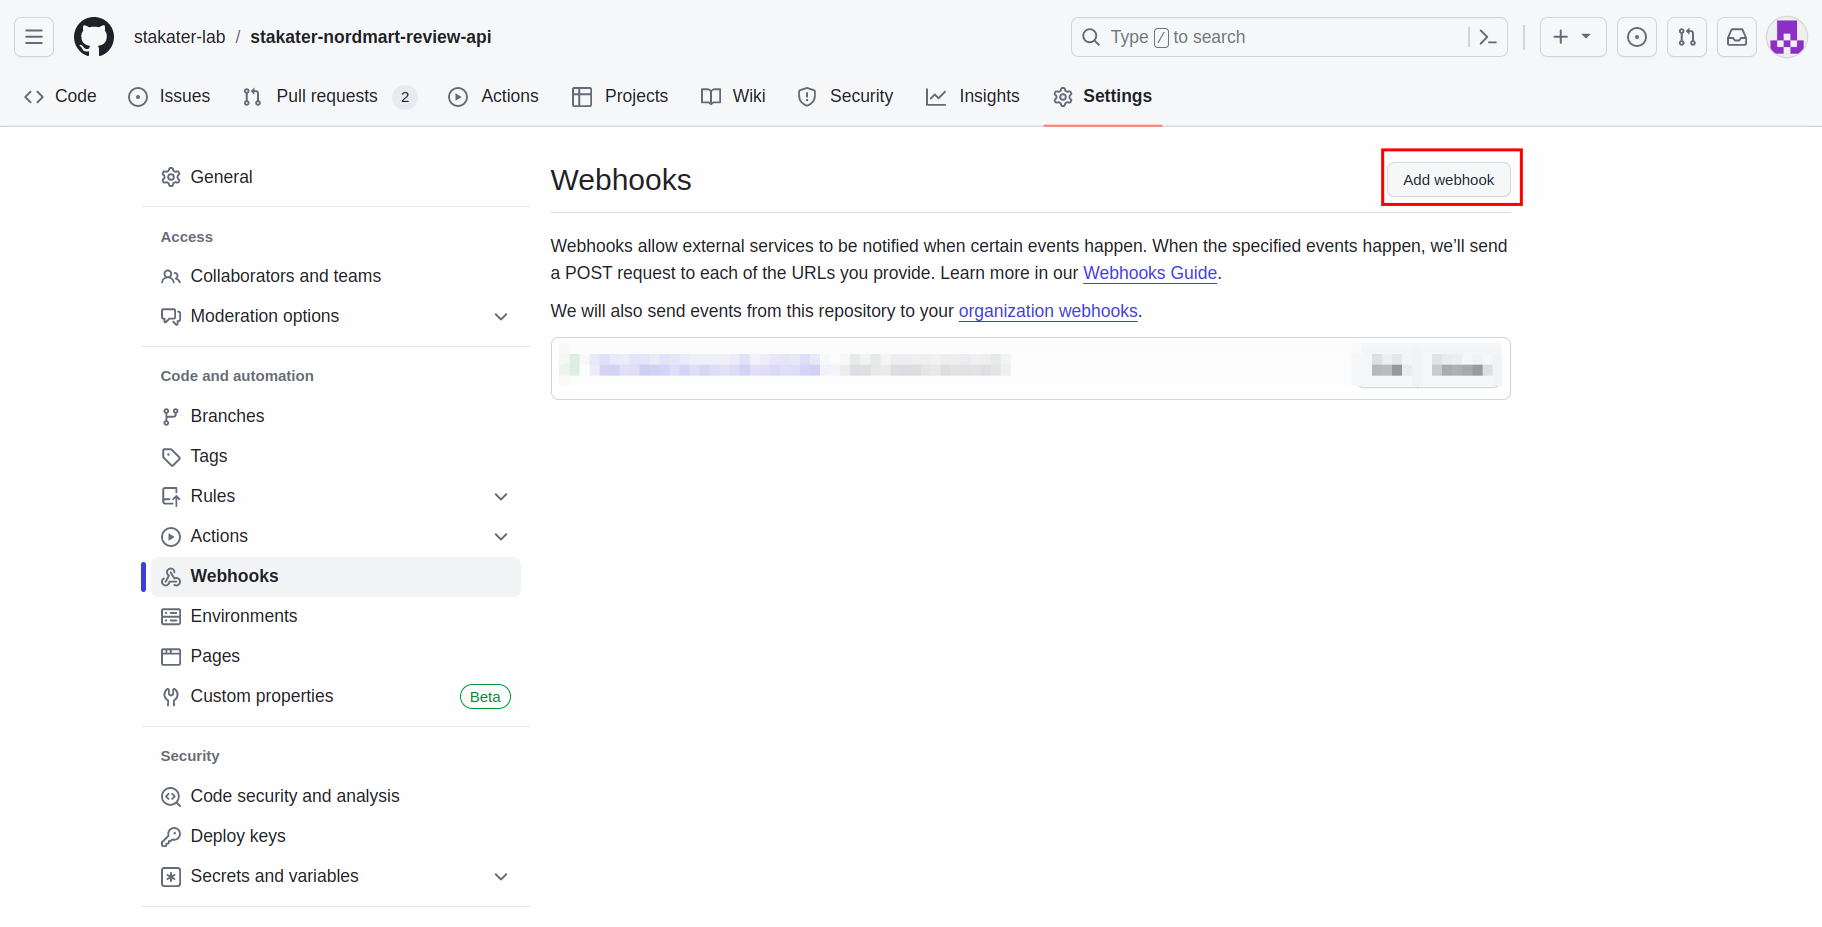 stakater-lab / stakater-nordmart-review-api
Type / to search
Code Issues Pull requests 2 Actions Projects Wiki Security Insights Settings
General
Access
Collaborators and teams
Moderation options
Code and automation
Branches
Tags
Rules
Actions
Webhooks
Environments
Pages
Custom properties Beta
Security
Code security and analysis
Deploy keys
Secrets and variables
Webhooks
Add webhook
Webhooks allow external services to be notified when certain events happen. When the specified events happen, we’ll send
a POST request to each of the URLs you provide. Learn more in our Webhooks Guide.
We will also send events from this repository to your organization webhooks.